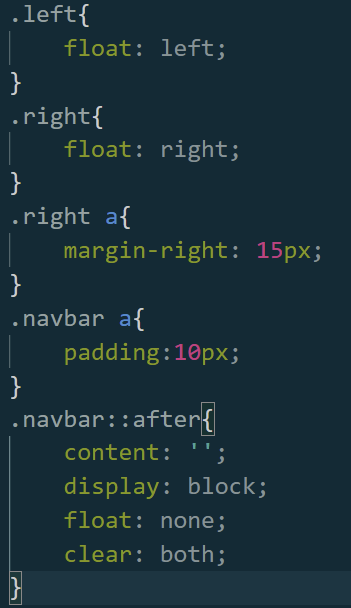 .left{
    float: left;
}
.right{
    float: right;
}
.right a{
    margin-right: 15px;
}
.navbar a{
    padding:10px;
}
.navbar::after{
    content: '';
    display: block;
    float: none;
    clear: both;
}